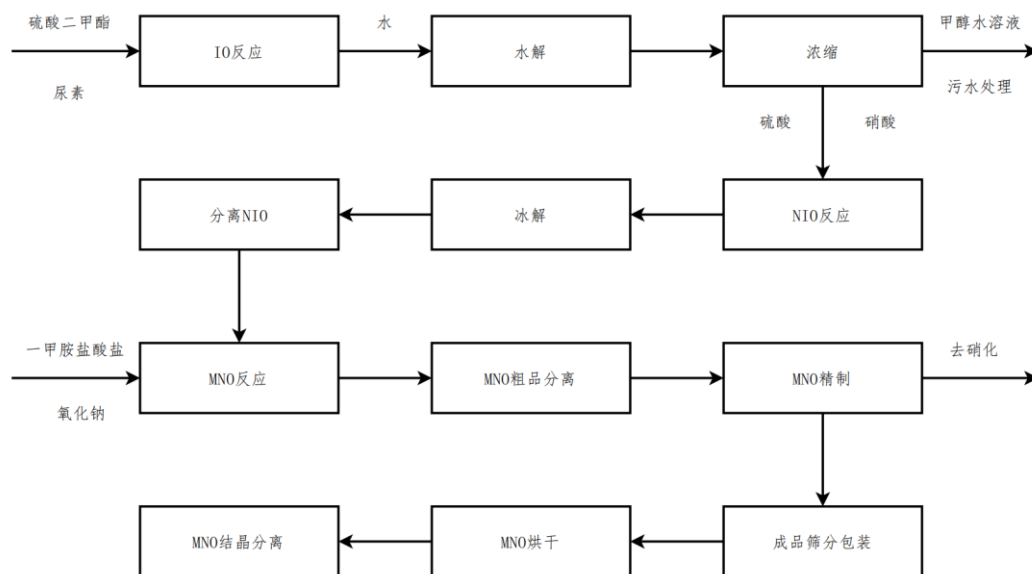 硫酸二甲酯
水
甲醇水溶液
IO反应
水解
浓缩
尿素
污水处理
硫酸
硝酸
分离NIO
冰解
NIO反应
一甲胺盐酸盐
去硝化
MNO反应
MNO粗品分离
MNO精制
氧化钠
MNO结晶分离
MNO烘干
成品筛分包装